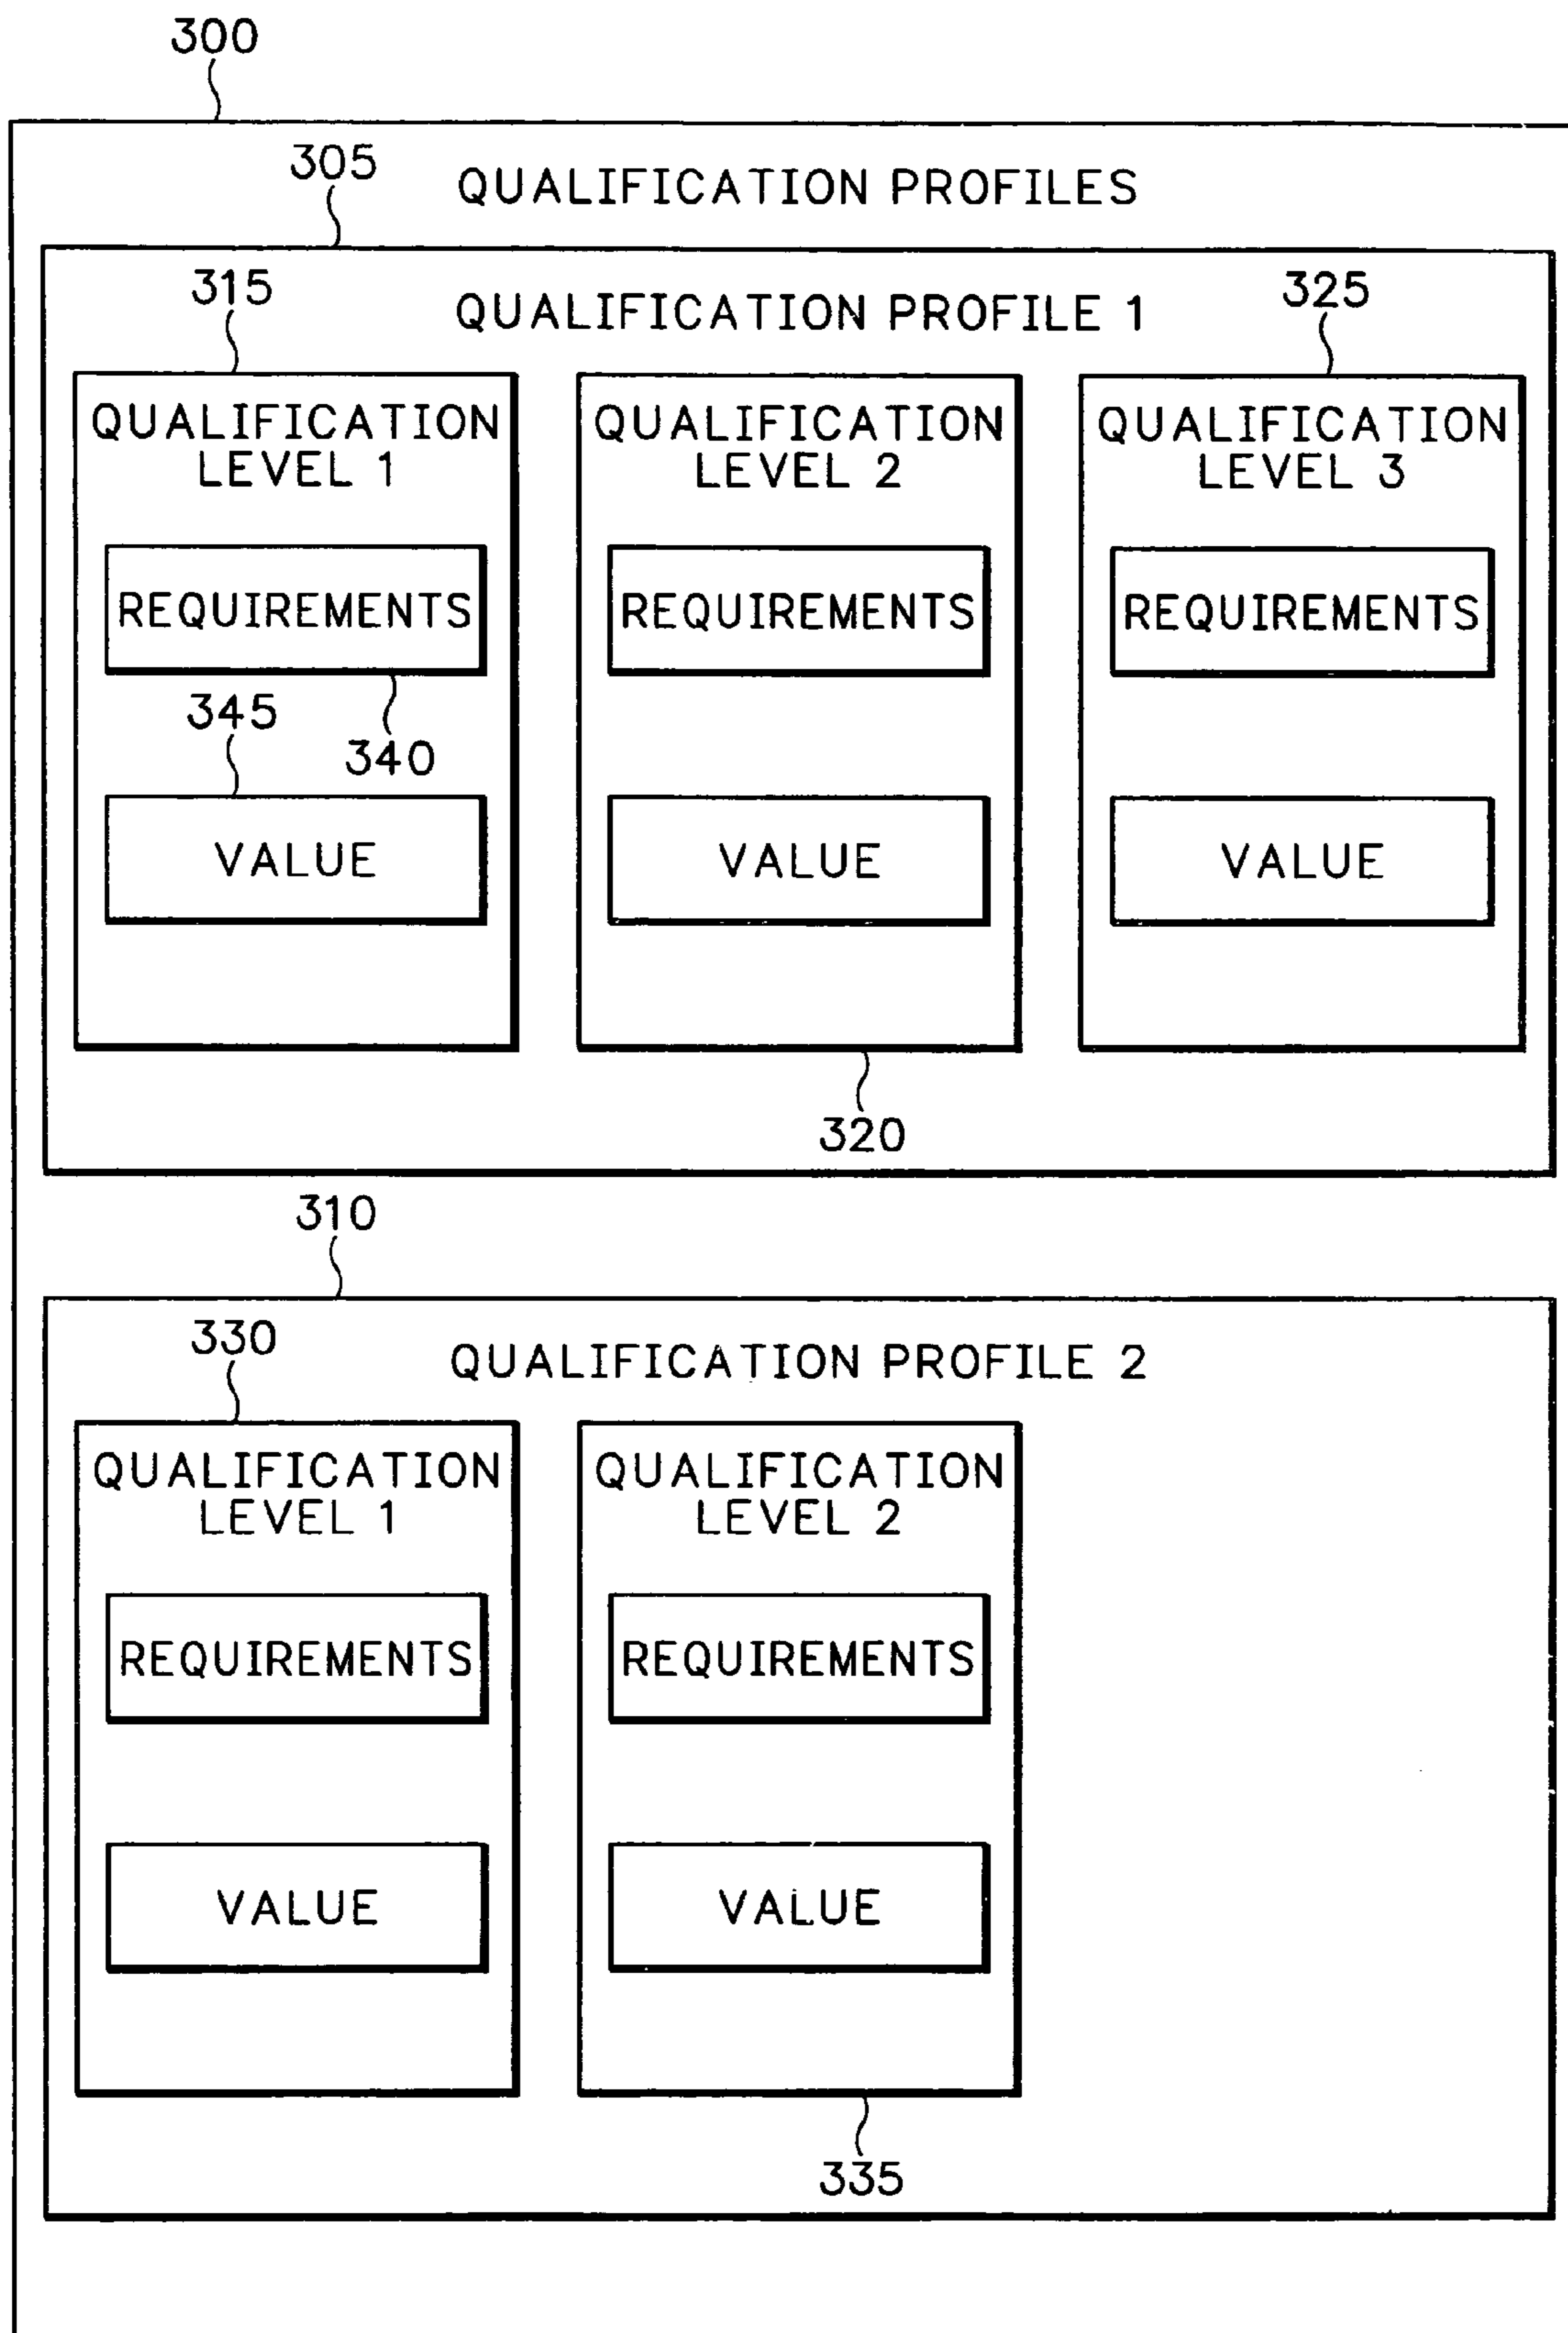 300
305
QUALIFICATION PROFILES
315
QUALIFICATION PROFILE 1
325
QUALIFICATION
LEVEL 1
QUALIFICATION
LEVEL 2
QUALIFICATION
LEVEL 3
REQUIREMENTS
REQUIREMENTS
REQUIREMENTS
345
340
VALUE
VALUE
VALUE
320
310
330
QUALIFICATION PROFILE 2
QUALIFICATION
LEVEL 1
QUALIFICATION
LEVEL 2
REQUIREMENTS
REQUIREMENTS
VALUE
VALUE
335